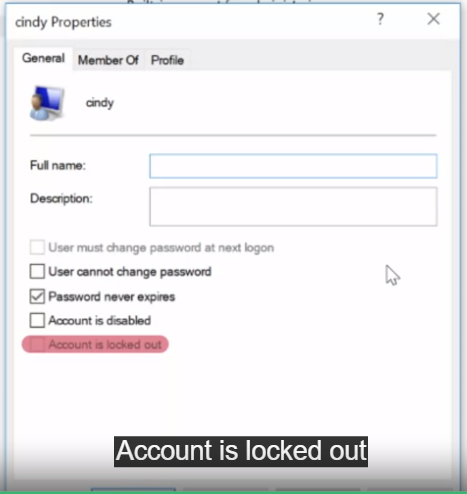 cindy Properties
?
General Member Of Profile
cindy
Full name:
Description:
User must change password at next logon
User cannot change password
Password never expires
Account is disabled
Account is locked out
Account is locked out